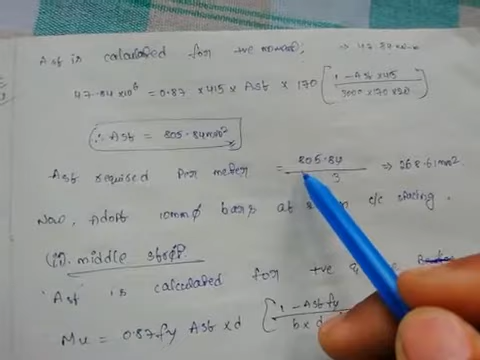 Ast is calculated for +ve moment; ⇒ 47.84
47.84 x10⁶ = 0.87 x 415 x Ast x 170 [ 1 - Ast x 415 / 3000 x 170 x 20 ]
∴ Ast = 805.84 mm²
Ast required Per meter = 805.84 / 3 ⇒ 268.61 mm²
Now, Adopt 10mm ϕ bars at c/c spacing.
(ii). middle strip.
'Ast' is calculated for +ve
Mu = 0.87 fy Ast x d [ 1 - Ast fy / b x d